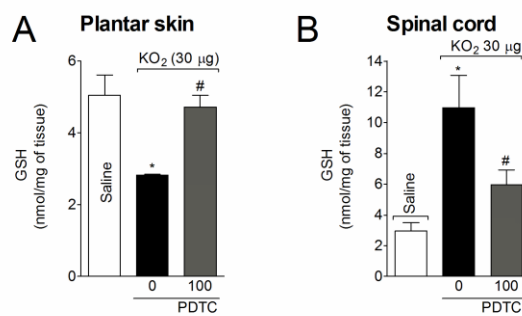 A Plantar skin
KO₂ (30 µg)
GSH
(nmol/mg of tissue)
6
4
2
0
Saline
*
#
0 100
PDTC
B Spinal cord
KO₂ 30 µg
GSH
(nmol/mg of tissue)
14
12
10
8
6
4
2
0
Saline
*
#
0 100
PDTC